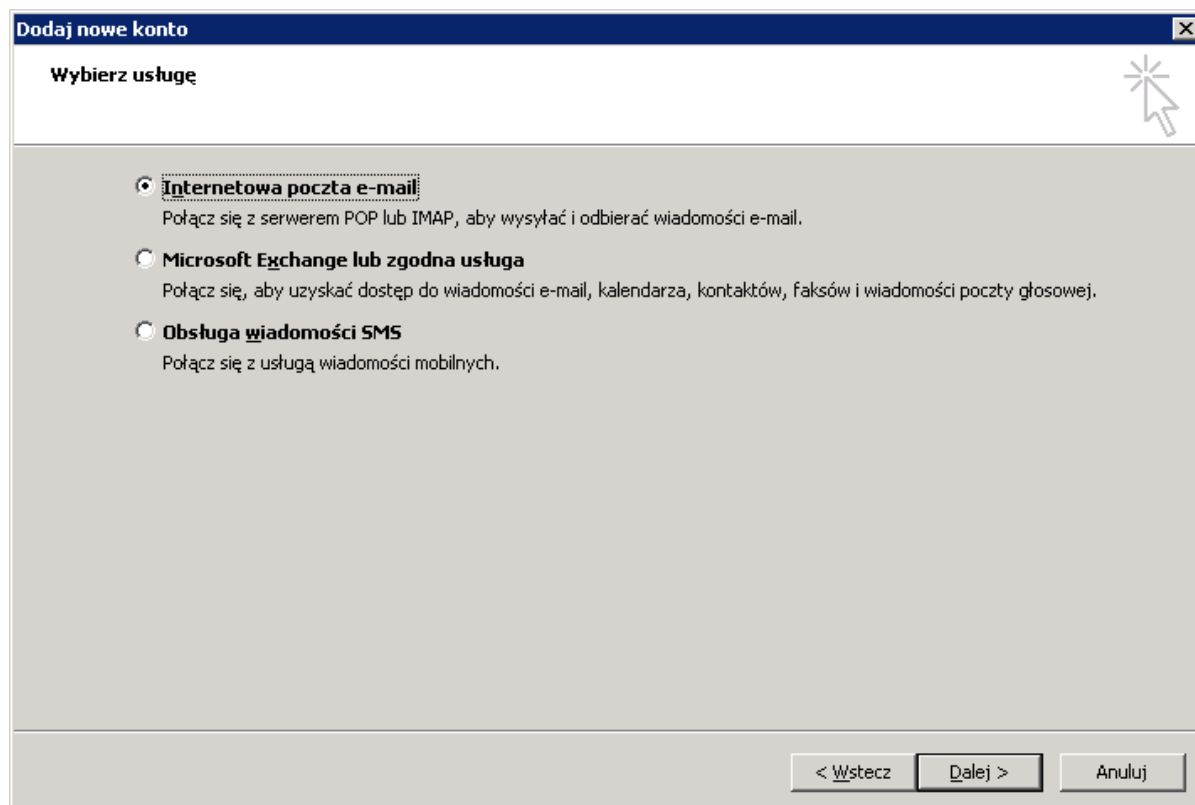 Dodaj nowe konto
Wybierz usługę
Internetowa poczta e-mail
Połącz się z serwerem POP lub IMAP, aby wysyłać i odbierać wiadomości e-mail.
Microsoft Exchange lub zgodna usługa
Połącz się, aby uzyskać dostęp do wiadomości e-mail, kalendarza, kontaktów, faksów i wiadomości poczty głosowej.
Obsługa wiadomości SMS
Połącz się z usługą wiadomości mobilnych.
< Wstecz Dalej > Anuluj